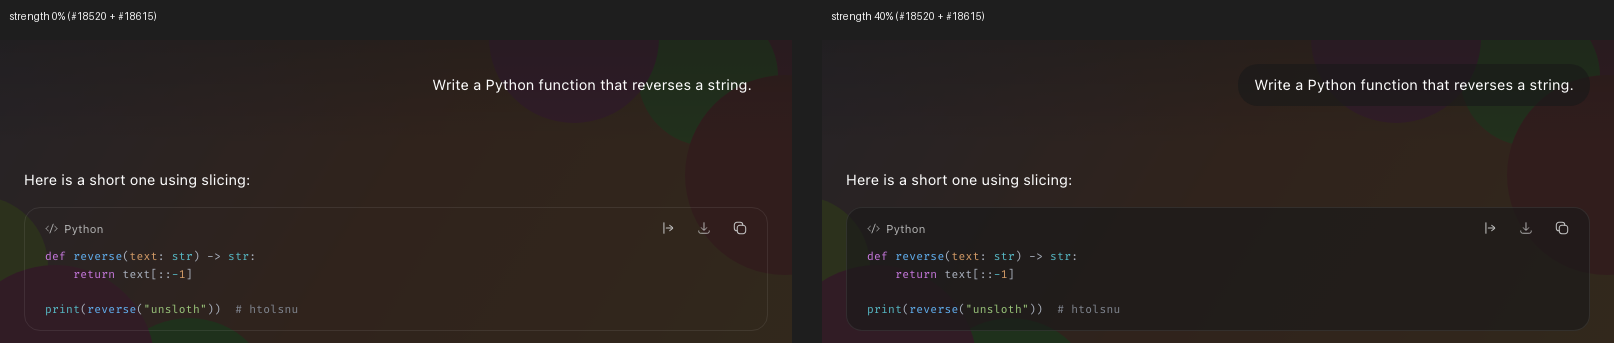 strength 0% (#18520 + #18615)
Write a Python function that reverses a string.
Here is a short one using slicing:
</> Python
def reverse(text: str) -> str:
    return text[::-1]
print(reverse("unsloth"))  # htolsnu
strength 40% (#18520 + #18615)
Write a Python function that reverses a string.
Here is a short one using slicing:
</> Python
def reverse(text: str) -> str:
    return text[::-1]
print(reverse("unsloth"))  # htolsnu